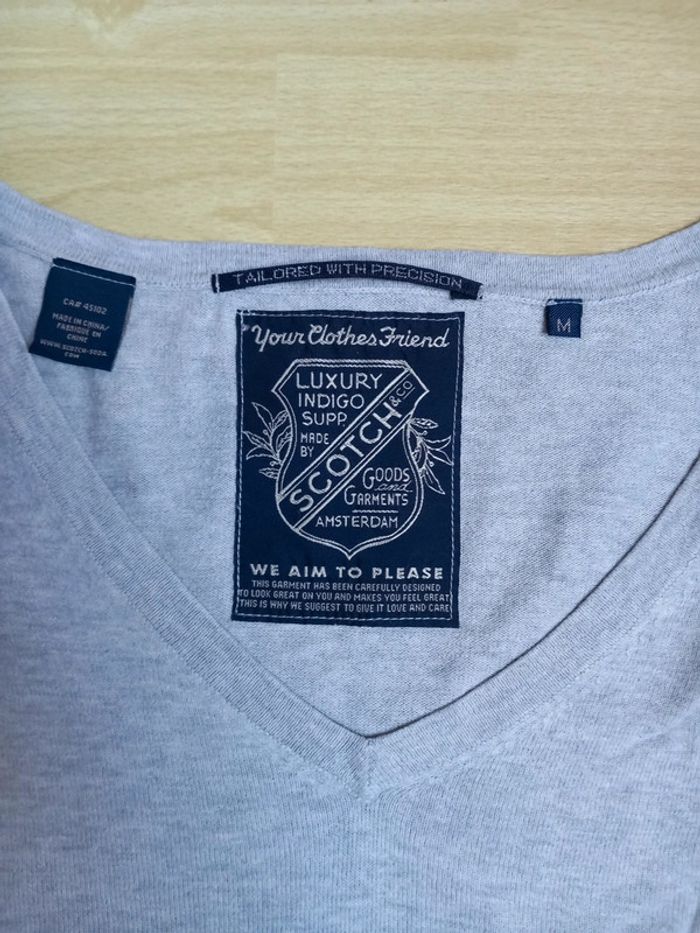 TAILORED WITH PRECISION
CA# 45102
MADE IN CHINA/
FABRIQUE EN
CHINE
WWW.SCOTCH-SODA.
COM
M
Your Clothes Friend
LUXURY
INDIGO
SUPP.
MADE
BY
SCOTCH & CO
GOODS
and
GARMENTS
AMSTERDAM
WE AIM TO PLEASE
THIS GARMENT HAS BEEN CAREFULLY DESIGNED
TO LOOK GREAT ON YOU AND MAKES YOU FEEL GREAT
THIS IS WHY WE SUGGEST TO GIVE IT LOVE AND CARE